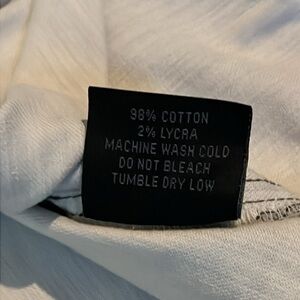 98% COTTON
2% LYCRA
MACHINE WASH COLD
DO NOT BLEACH
TUMBLE DRY LOW